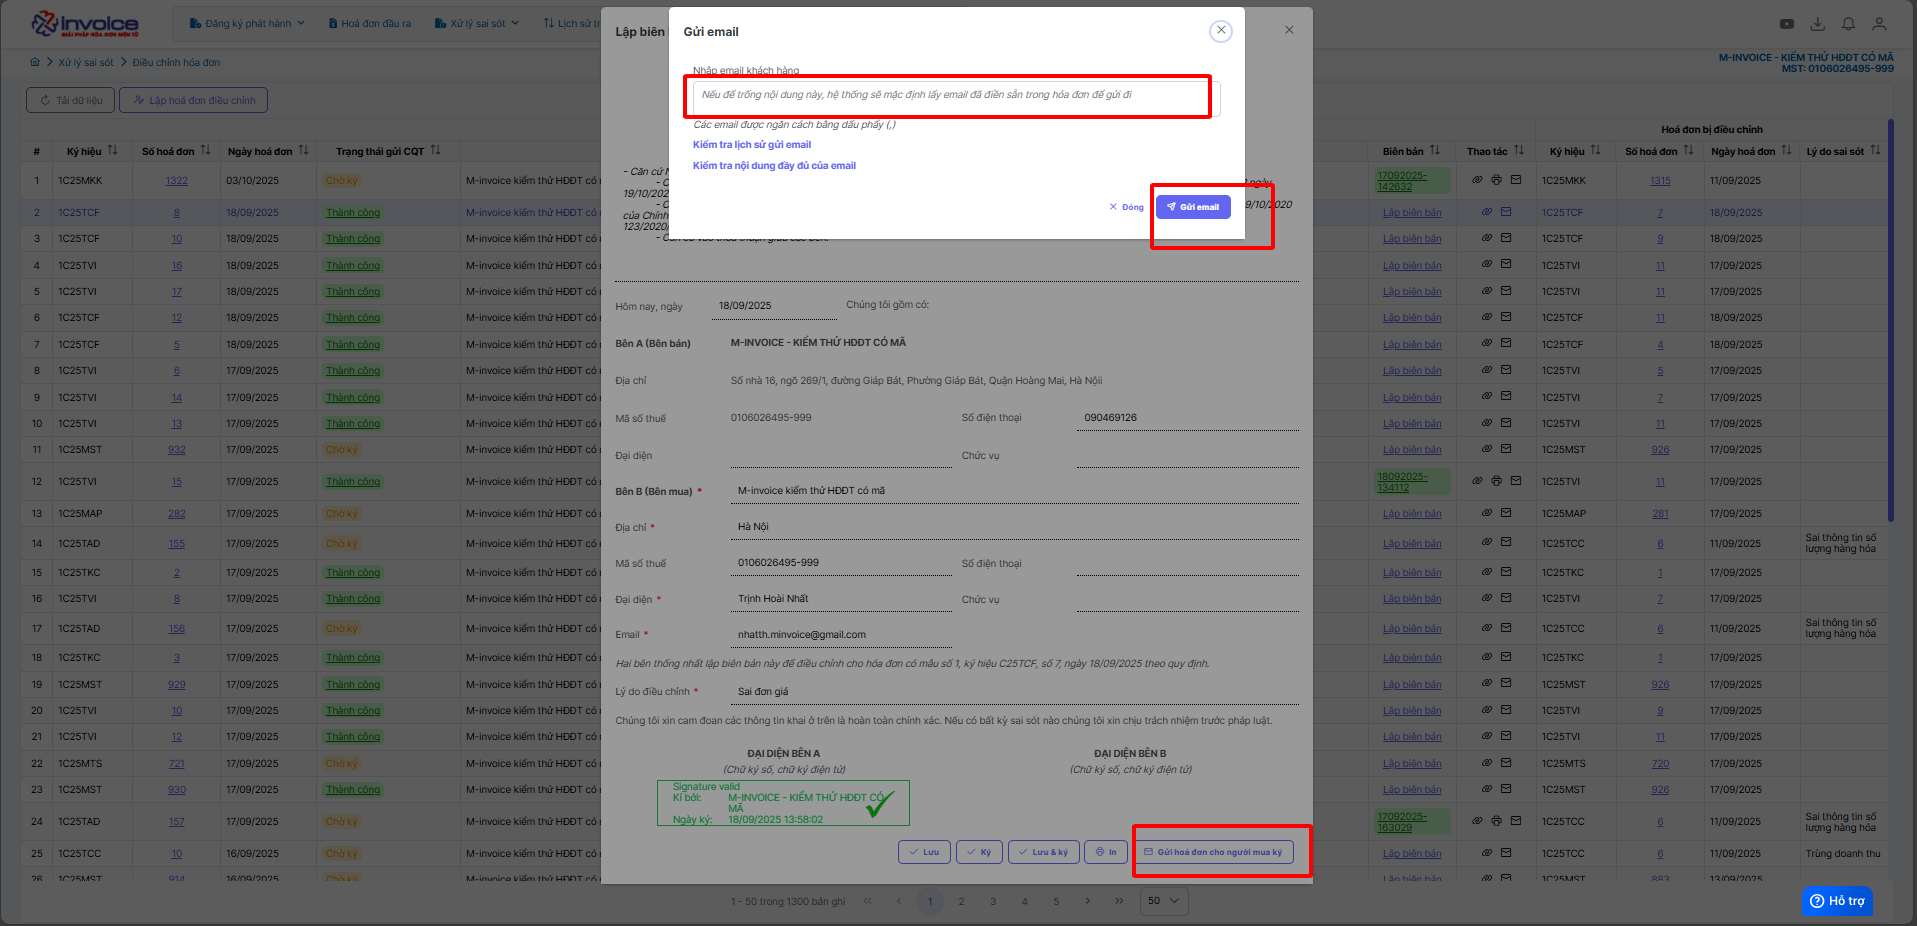 invoice
GIẢI PHÁP HÓA ĐƠN ĐIỆN TỬ
Đăng ký phát hành
Hoá đơn đầu ra
Xử lý sai sót
Lịch sử tr
Xử lý sai sót
Điều chỉnh hóa đơn
M-INVOICE - KIỂM THỬ HĐĐT CÓ MÃ
MST: 0106026495-999
Tải dữ liệu
Lập hoá đơn điều chỉnh
Lập biên
Gửi email
Nhập email khách hàng
Nếu để trống nội dung này, hệ thống sẽ mặc định lấy email đã điền sẵn trong hóa đơn để gửi đi
Các email được ngăn cách bằng dấu phẩy (,)
Kiểm tra lịch sử gửi email
Kiểm tra nội dung đầy đủ của email
Đóng
Gửi email
- Căn cứ
19/10/202
ngày
9/10/2020
của Chính
123/2020/
- Căn cứ vào thỏa thuận giữa các bên.
Hôm nay, ngày 18/09/2025 Chúng tôi gồm có:
Bên A (Bên bán) M-INVOICE - KIỂM THỬ HĐĐT CÓ MÃ
Địa chỉ Số nhà 16, ngõ 269/1, đường Giáp Bát, Phường Giáp Bát, Quận Hoàng Mai, Hà Nội
Mã số thuế 0106026495-999 Số điện thoại 090469126
Đại diện Chức vụ
Bên B (Bên mua) * M-invoice kiểm thử HĐĐT có mã
Địa chỉ * Hà Nội
Mã số thuế 0106026495-999 Số điện thoại
Đại diện * Trịnh Hoài Nhất Chức vụ
Email * nhatth.minvoice@gmail.com
Hai bên thống nhất lập biên bản này để điều chỉnh cho hóa đơn có mẫu số 1, ký hiệu C25TCF, số 7, ngày 18/09/2025 theo quy định.
Lý do điều chỉnh * Sai đơn giá
Chúng tôi xin cam đoan các thông tin khai ở trên là hoàn toàn chính xác. Nếu có bất kỳ sai sót nào chúng tôi xin chịu trách nhiệm trước pháp luật.
ĐẠI DIỆN BÊN A ĐẠI DIỆN BÊN B
(Chữ ký số, chữ ký điện tử) (Chữ ký số, chữ ký điện tử)
Signature valid
Kí bởi: M-INVOICE - KIỂM THỬ HĐĐT CÓ
MÃ
Ngày ký: 18/09/2025 13:58:02
Lưu
Ký
Lưu & ký
In
Gửi hoá đơn cho người mua ký
Hoá đơn bị điều chỉnh
# Ký hiệu Số hoá đơn Ngày hoá đơn Trạng thái gửi CQT Biên bản Thao tác Ký hiệu Số hoá đơn Ngày hoá đơn Lý do sai sót
1 1C25MKK 1322 03/10/2025 Chờ ký M-invoice kiểm thử HĐĐT có 17092025-142632 1C25MKK 1315 11/09/2025
2 1C25TCF 8 18/09/2025 Thành công M-invoice kiểm thử HĐĐT có Lập biên bản 1C25TCF 7 18/09/2025
3 1C25TCF 10 18/09/2025 Thành công M-invoice kiểm thử HĐĐT có Lập biên bản 1C25TCF 9 18/09/2025
4 1C25TVI 16 18/09/2025 Thành công M-invoice kiểm thử HĐĐT có Lập biên bản 1C25TVI 11 17/09/2025
5 1C25TVI 17 18/09/2025 Thành công M-invoice kiểm thử HĐĐT có Lập biên bản 1C25TVI 11 17/09/2025
6 1C25TCF 12 18/09/2025 Thành công M-invoice kiểm thử HĐĐT có Lập biên bản 1C25TCF 11 18/09/2025
7 1C25TCF 5 18/09/2025 Thành công M-invoice kiểm thử HĐĐT có Lập biên bản 1C25TCF 4 18/09/2025
8 1C25TVI 6 17/09/2025 Thành công M-invoice kiểm thử HĐĐT có Lập biên bản 1C25TVI 5 17/09/2025
9 1C25TVI 14 17/09/2025 Thành công M-invoice kiểm thử HĐĐT có Lập biên bản 1C25TVI 7 17/09/2025
10 1C25TVI 13 17/09/2025 Thành công M-invoice kiểm thử HĐĐT có Lập biên bản 1C25TVI 11 17/09/2025
11 1C25MST 932 17/09/2025 Chờ ký M-invoice kiểm thử HĐĐT có Lập biên bản 1C25MST 926 17/09/2025
12 1C25TVI 15 17/09/2025 Thành công M-invoice kiểm thử HĐĐT có 18092025-134112 1C25TVI 11 17/09/2025
13 1C25MAP 282 17/09/2025 Chờ ký M-invoice kiểm thử HĐĐT có Lập biên bản 1C25MAP 281 17/09/2025
14 1C25TAD 155 17/09/2025 Chờ ký M-invoice kiểm thử HĐĐT có Lập biên bản 1C25TCC 6 11/09/2025 Sai thông tin số lượng hàng hóa
15 1C25TKC 2 17/09/2025 Thành công M-invoice kiểm thử HĐĐT có Lập biên bản 1C25TKC 1 17/09/2025
16 1C25TVI 8 17/09/2025 Thành công M-invoice kiểm thử HĐĐT có Lập biên bản 1C25TVI 7 17/09/2025
17 1C25TAD 156 17/09/2025 Chờ ký M-invoice kiểm thử HĐĐT có Lập biên bản 1C25TCC 6 11/09/2025 Sai thông tin số lượng hàng hóa
18 1C25TKC 3 17/09/2025 Thành công M-invoice kiểm thử HĐĐT có Lập biên bản 1C25TKC 1 17/09/2025
19 1C25MST 929 17/09/2025 Thành công M-invoice kiểm thử HĐĐT có Lập biên bản 1C25MST 926 17/09/2025
20 1C25TVI 10 17/09/2025 Thành công M-invoice kiểm thử HĐĐT có Lập biên bản 1C25TVI 9 17/09/2025
21 1C25TVI 12 17/09/2025 Thành công M-invoice kiểm thử HĐĐT có Lập biên bản 1C25TVI 11 17/09/2025
22 1C25MTS 721 17/09/2025 Chờ ký M-invoice kiểm thử HĐĐT có Lập biên bản 1C25MTS 720 17/09/2025
23 1C25MST 930 17/09/2025 Thành công M-invoice kiểm thử HĐĐT có Lập biên bản 1C25MST 926 17/09/2025
24 1C25TAD 157 17/09/2025 Chờ ký M-invoice kiểm thử HĐĐT có 17092025-163029 1C25TCC 6 11/09/2025 Sai thông tin số lượng hàng hóa
25 1C25TCC 10 16/09/2025 Chờ ký M-invoice kiểm thử HĐĐT có Lập biên bản 1C25TCC 6 11/09/2025 Trùng doanh thu
26 1C25MST 914 16/09/2025 Chờ ký M-invoice kiểm thử HĐĐT có Lập biên bản 1C25MST 883 13/09/2025
1 - 50 trong 1300 bản ghi
1 2 3 4 5
50
Hỗ trợ